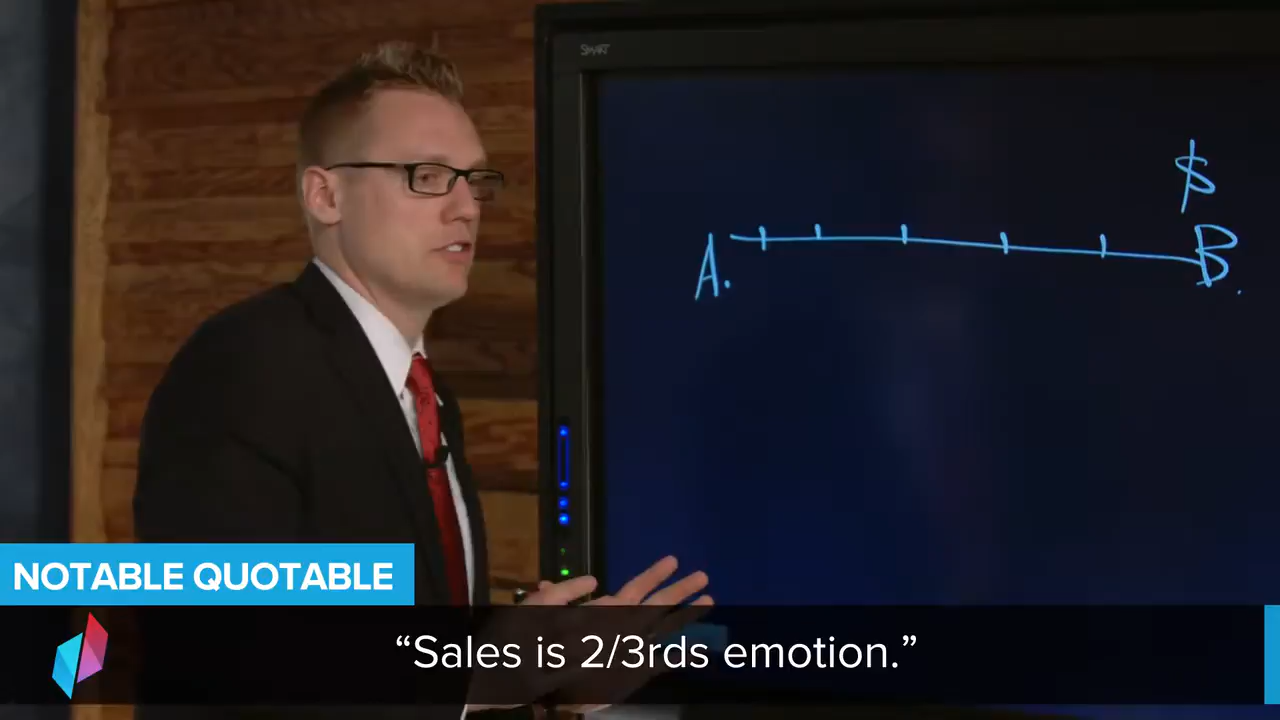 SMART
$
A. B.
NOTABLE QUOTABLE
“Sales is 2/3rds emotion.”